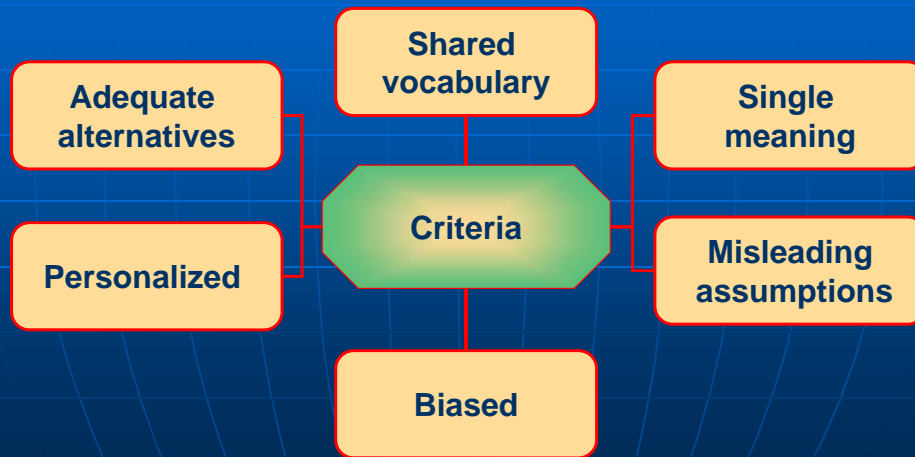 Shared
vocabulary
Adequate
alternatives
Single
meaning
Criteria
Personalized
Misleading
assumptions
Biased